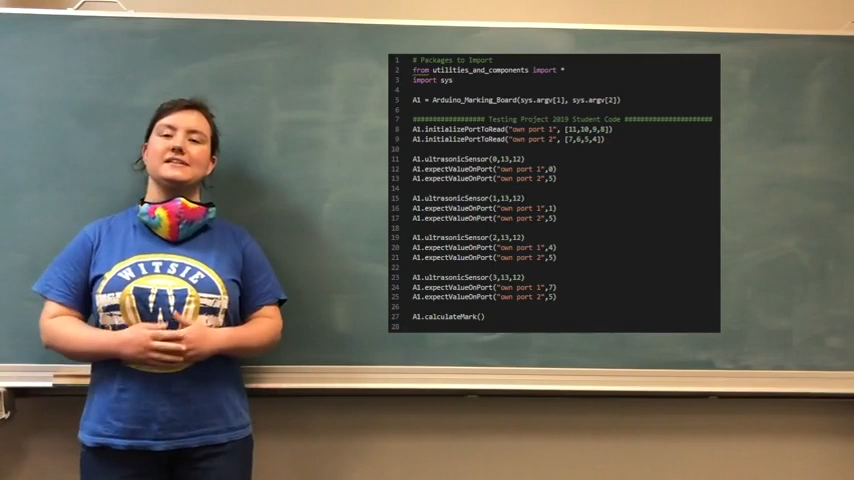 WITSIE
W
1 # Packages to Import
2 from utilities_and_components import *
3 import sys
4
5 A1 = Arduino_Marking_Board(sys.argv[1], sys.argv[2])
6
7 ################## Testing Project 2019 Student Code ######################
8 A1.initializePortToRead("own port 1", [11,10,9,8])
9 A1.initializePortToRead("own port 2", [7,6,5,4])
10
11 A1.ultrasonicSensor(0,13,12)
12 A1.expectValueOnPort("own port 1",0)
13 A1.expectValueOnPort("own port 2",5)
14
15 A1.ultrasonicSensor(1,13,12)
16 A1.expectValueOnPort("own port 1",1)
17 A1.expectValueOnPort("own port 2",5)
18
19 A1.ultrasonicSensor(2,13,12)
20 A1.expectValueOnPort("own port 1",4)
21 A1.expectValueOnPort("own port 2",5)
22
23 A1.ultrasonicSensor(3,13,12)
24 A1.expectValueOnPort("own port 1",7)
25 A1.expectValueOnPort("own port 2",5)
26
27 A1.calculateMark()
28